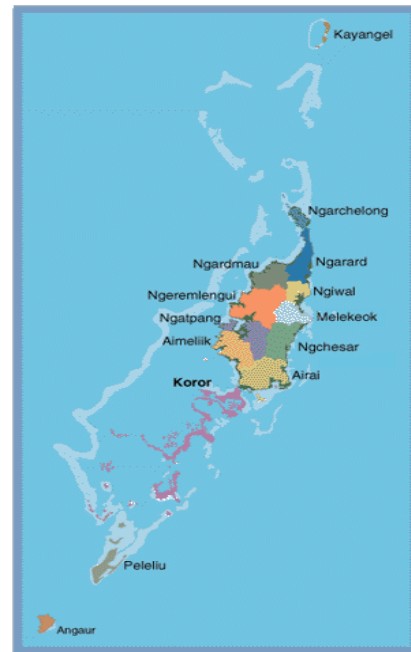 Kayangel
Ngarchelong
Ngardmau
Ngarard
Ngeremlengui
Ngiwal
Ngatpang
Melekeok
Aimeliik
Ngchesar
Koror
Airai
Peleliu
Angaur